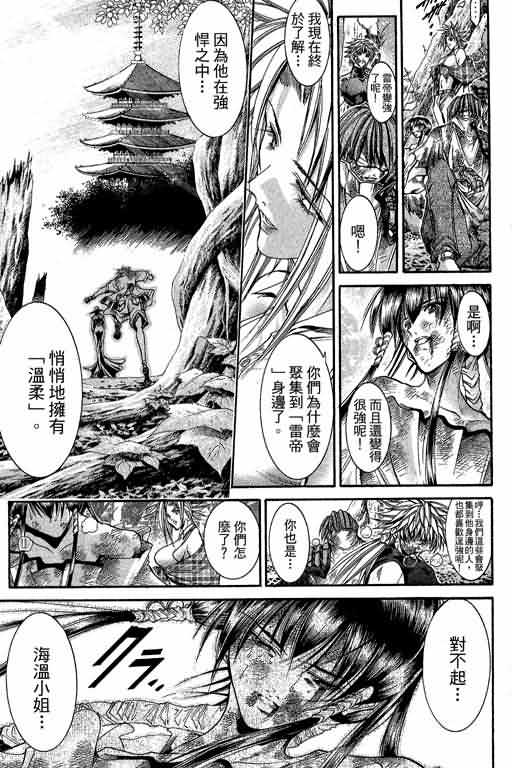 …
雷帝變強
了呢！
嗯！
我現在終
於了解…
因為他在強
悍之中…
是啊…
而且還變得
很強呢！
你們為什麼會
聚集到「雷帝
」身邊了。
悄悄地擁有
「溫柔」。
哼…我們這些會聚
集到他身邊的人，
也都喜歡逞強呢！
你也是…
你們怎
麼了？
對不起…
クラ
海溫小姐…